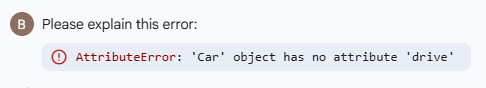 B Please explain this error:
AttributeError: 'Car' object has no attribute 'drive'